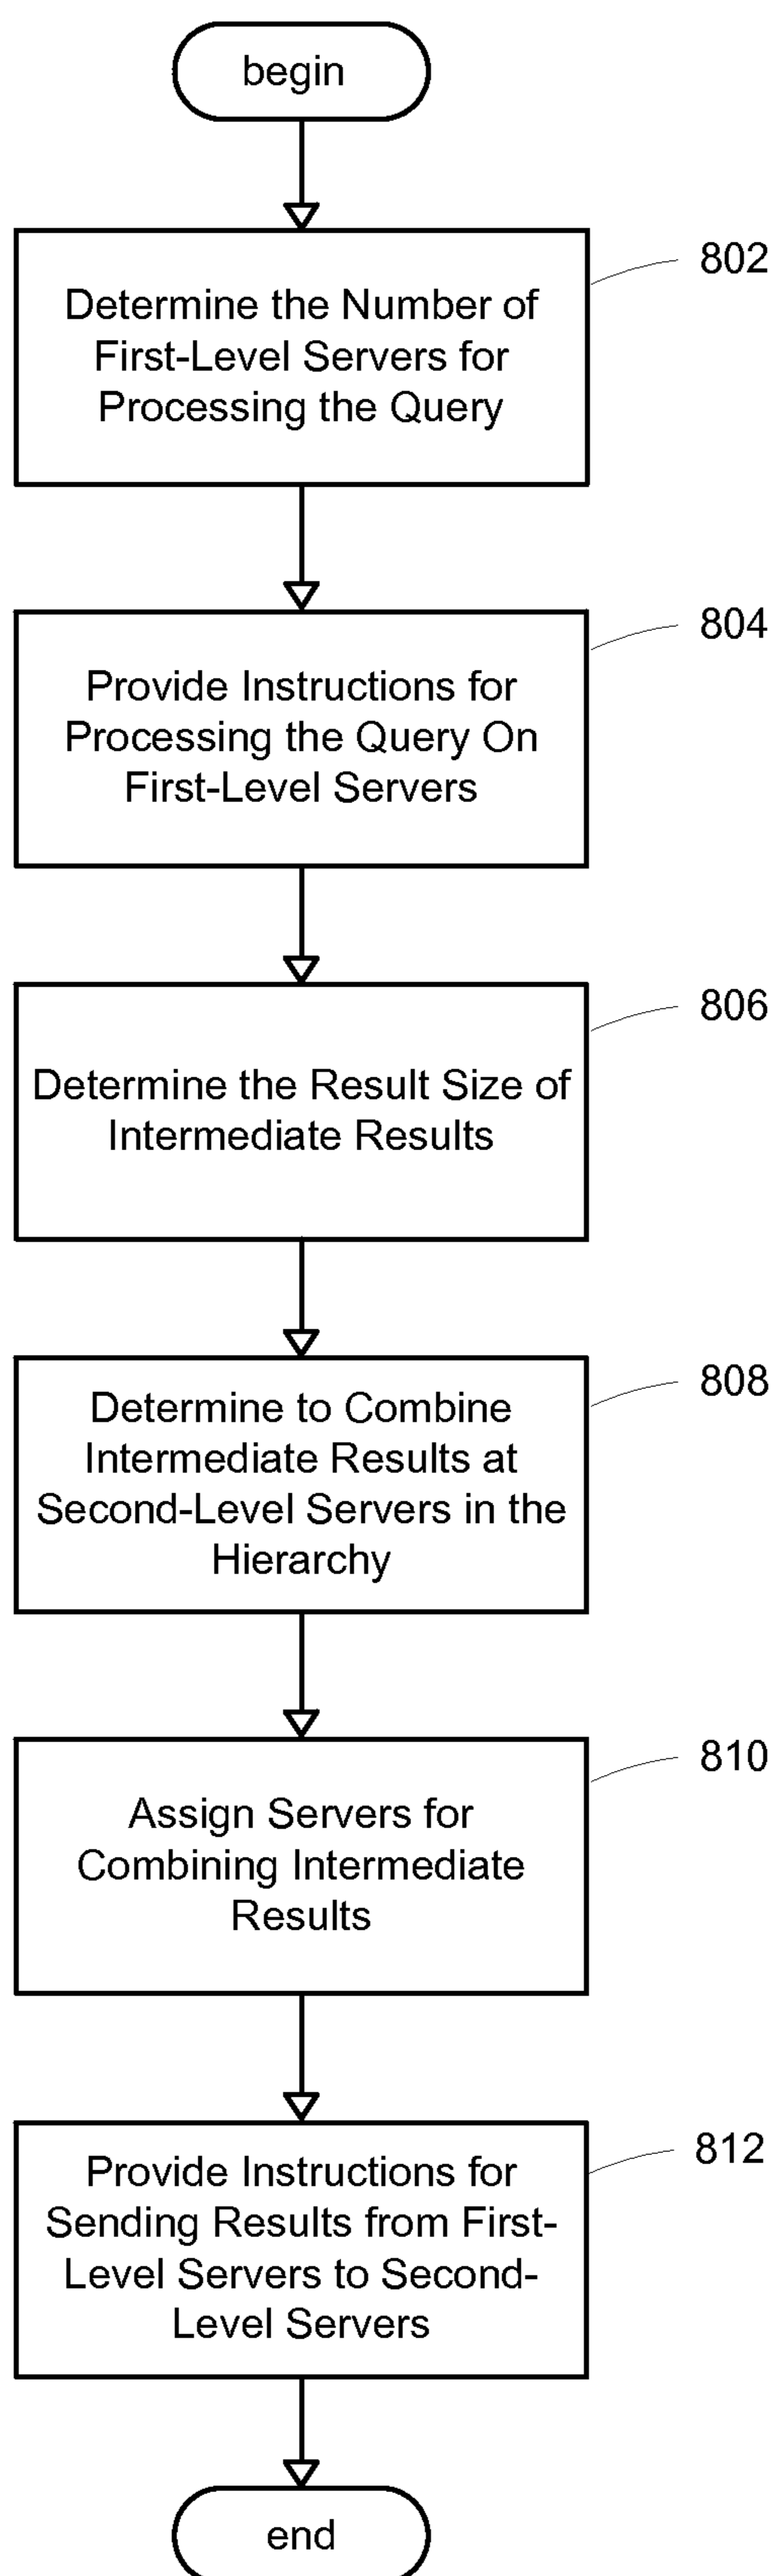 begin
802
Determine the Number of
First-Level Servers for
Processing the Query
804
Provide Instructions for
Processing the Query On
First-Level Servers
806
Determine the Result Size of
Intermediate Results
808
Determine to Combine
Intermediate Results at
Second-Level Servers in the
Hierarchy
810
Assign Servers for
Combining Intermediate
Results
812
Provide Instructions for
Sending Results from First-
Level Servers to Second-
Level Servers
end